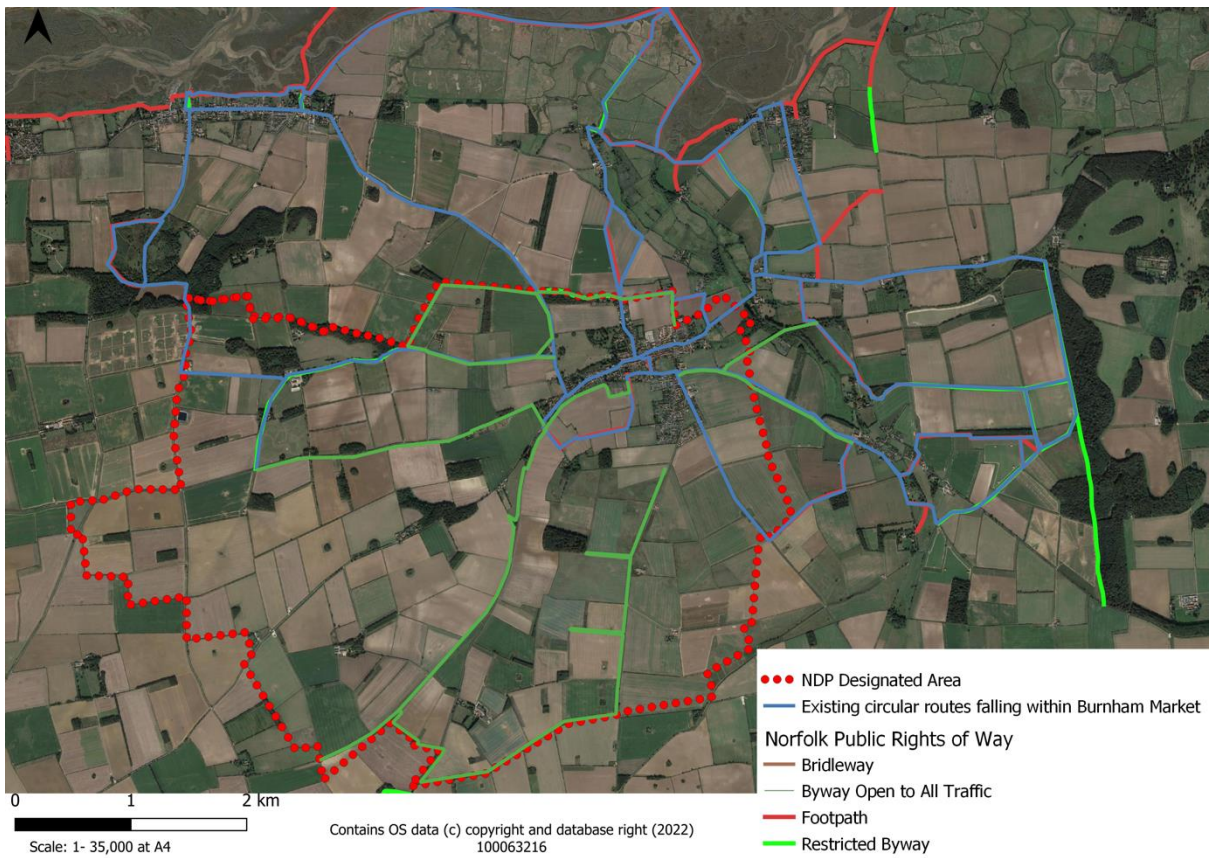 NDP Designated Area
Existing circular routes falling within Burnham Market
Norfolk Public Rights of Way
Bridleway
Byway Open to All Traffic
Footpath
Restricted Byway
0 1 2 km
Scale: 1- 35,000 at A4
Contains OS data (c) copyright and database right (2022)
100063216